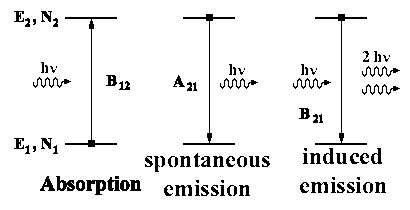 E2, N2
hν
B12
E1, N1
Absorption
A21
hν
spontaneous
emission
hν
B21
2 hν
induced
emission